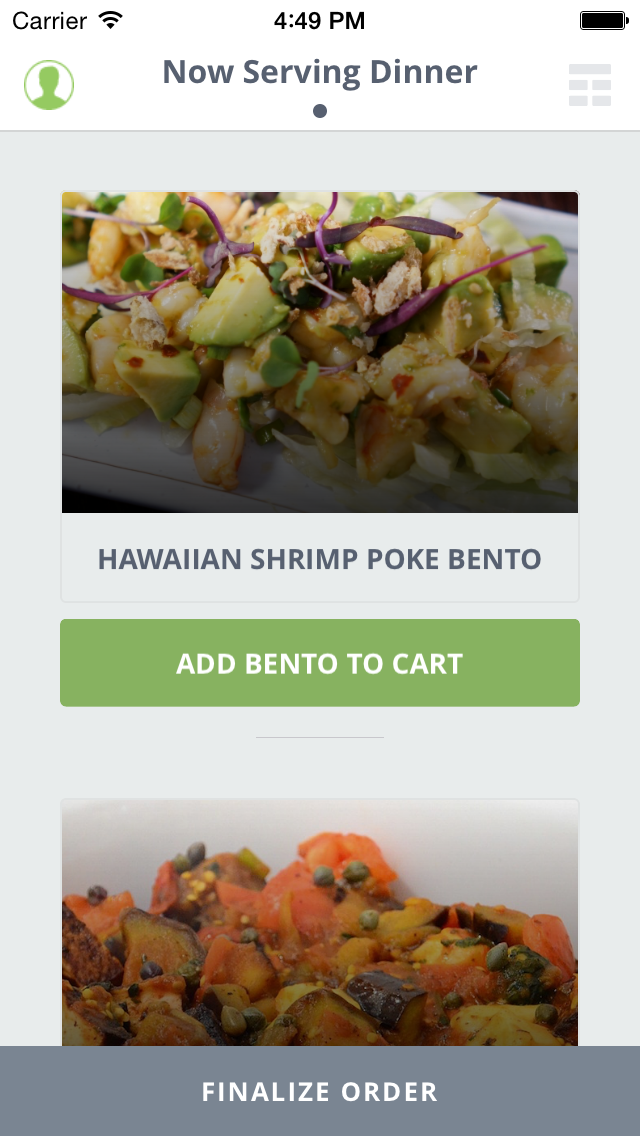 Carrier 4:49 PM
Now Serving Dinner
HAWAIIAN SHRIMP POKE BENTO
ADD BENTO TO CART
FINALIZE ORDER